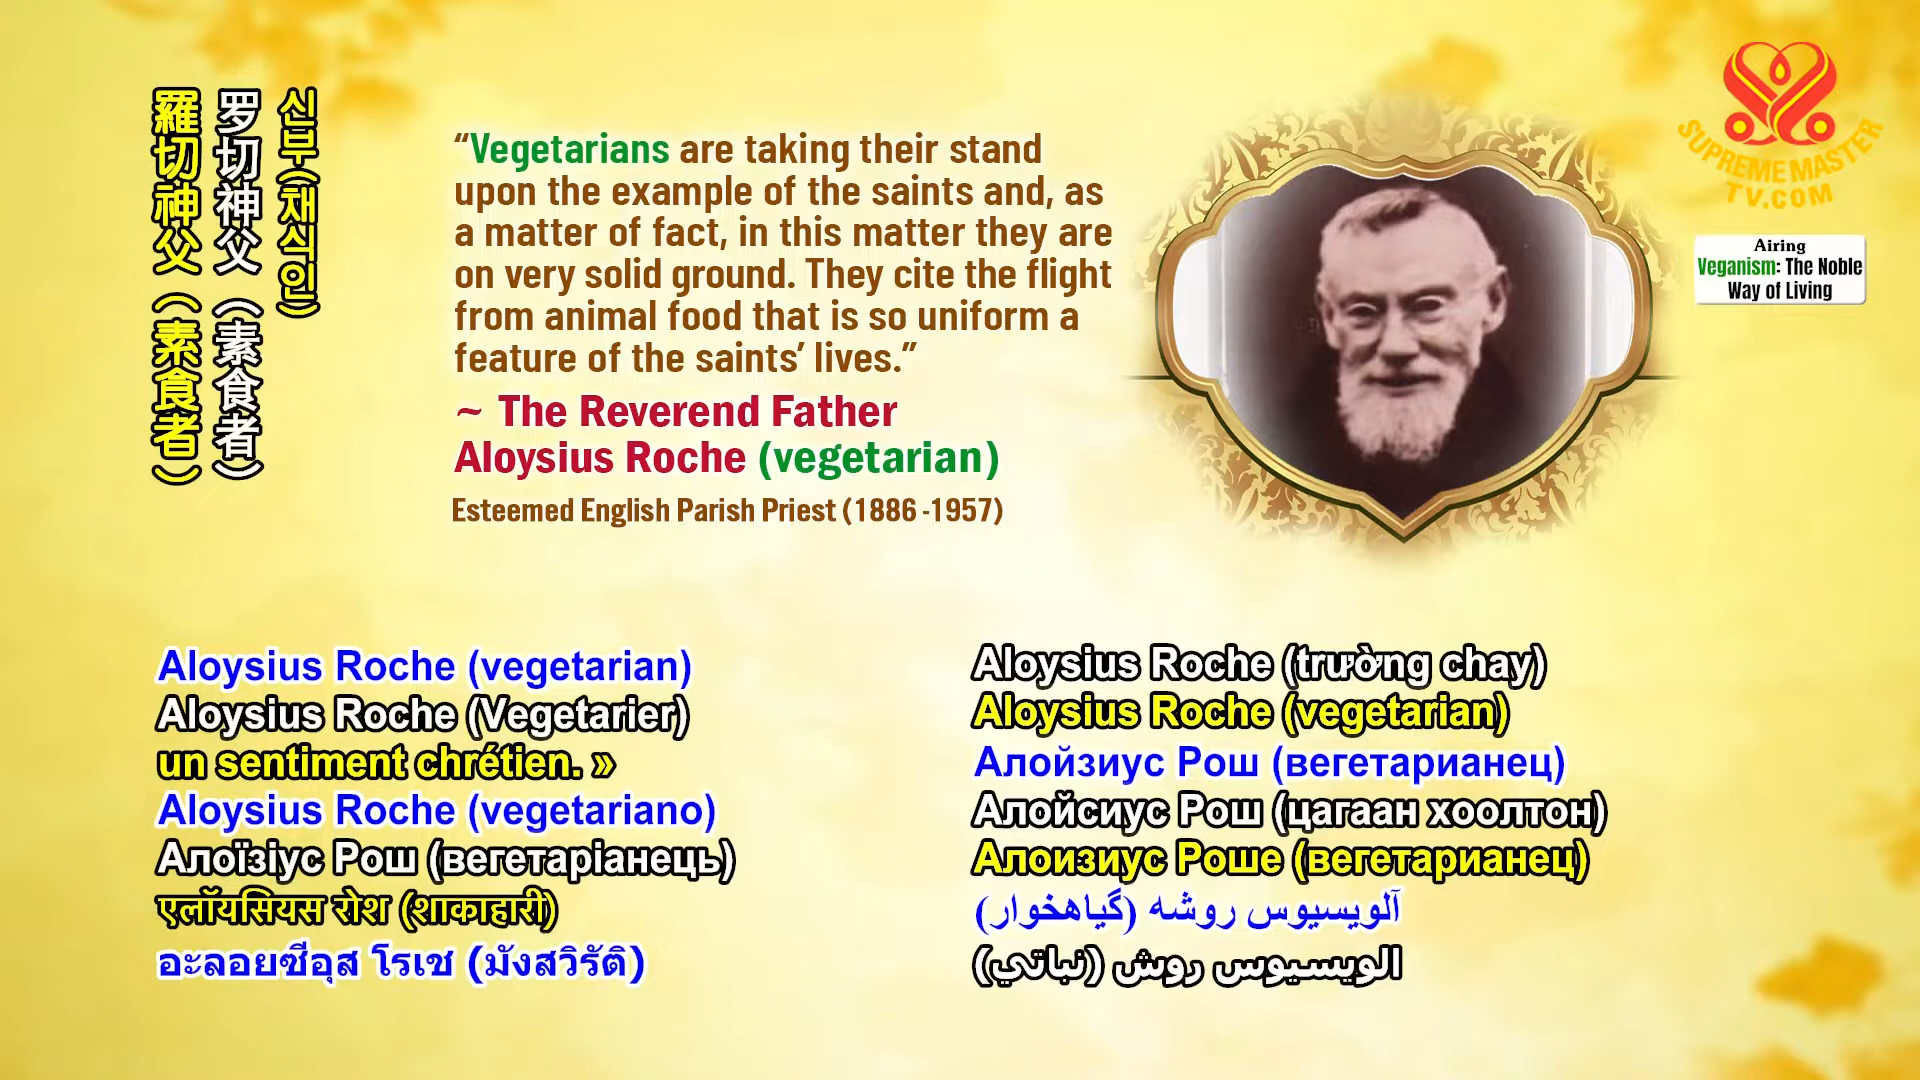 羅切神父（素食者）
罗切神父（素食者）
신부(채식인)
“Vegetarians are taking their stand
upon the example of the saints and, as
a matter of fact, in this matter they are
on very solid ground. They cite the flight
from animal food that is so uniform a
feature of the saints’ lives.”
~ The Reverend Father
Aloysius Roche (vegetarian)
Esteemed English Parish Priest (1886 -1957)
SUPREME MASTER
TV.COM
Airing
Veganism: The Noble
Way of Living
Aloysius Roche (vegetarian)
Aloysius Roche (Vegetarier)
un sentiment chrétien. »
Aloysius Roche (vegetariano)
Алоїзіус Рош (вегетаріанець)
एलॉयसियस रोश (शाकाहारी)
อะลอยซีอุส โรเช (มังสวิรัติ)
Aloysius Roche (trường chay)
Aloysius Roche (vegetarian)
Алойзиус Рош (вегетарианец)
Алойсиус Рош (цагаан хоолтон)
Алоизиус Роше (вегетарианец)
آلویسیوس روشه (گیاهخوار)
الويسيوس روش (نباتي)